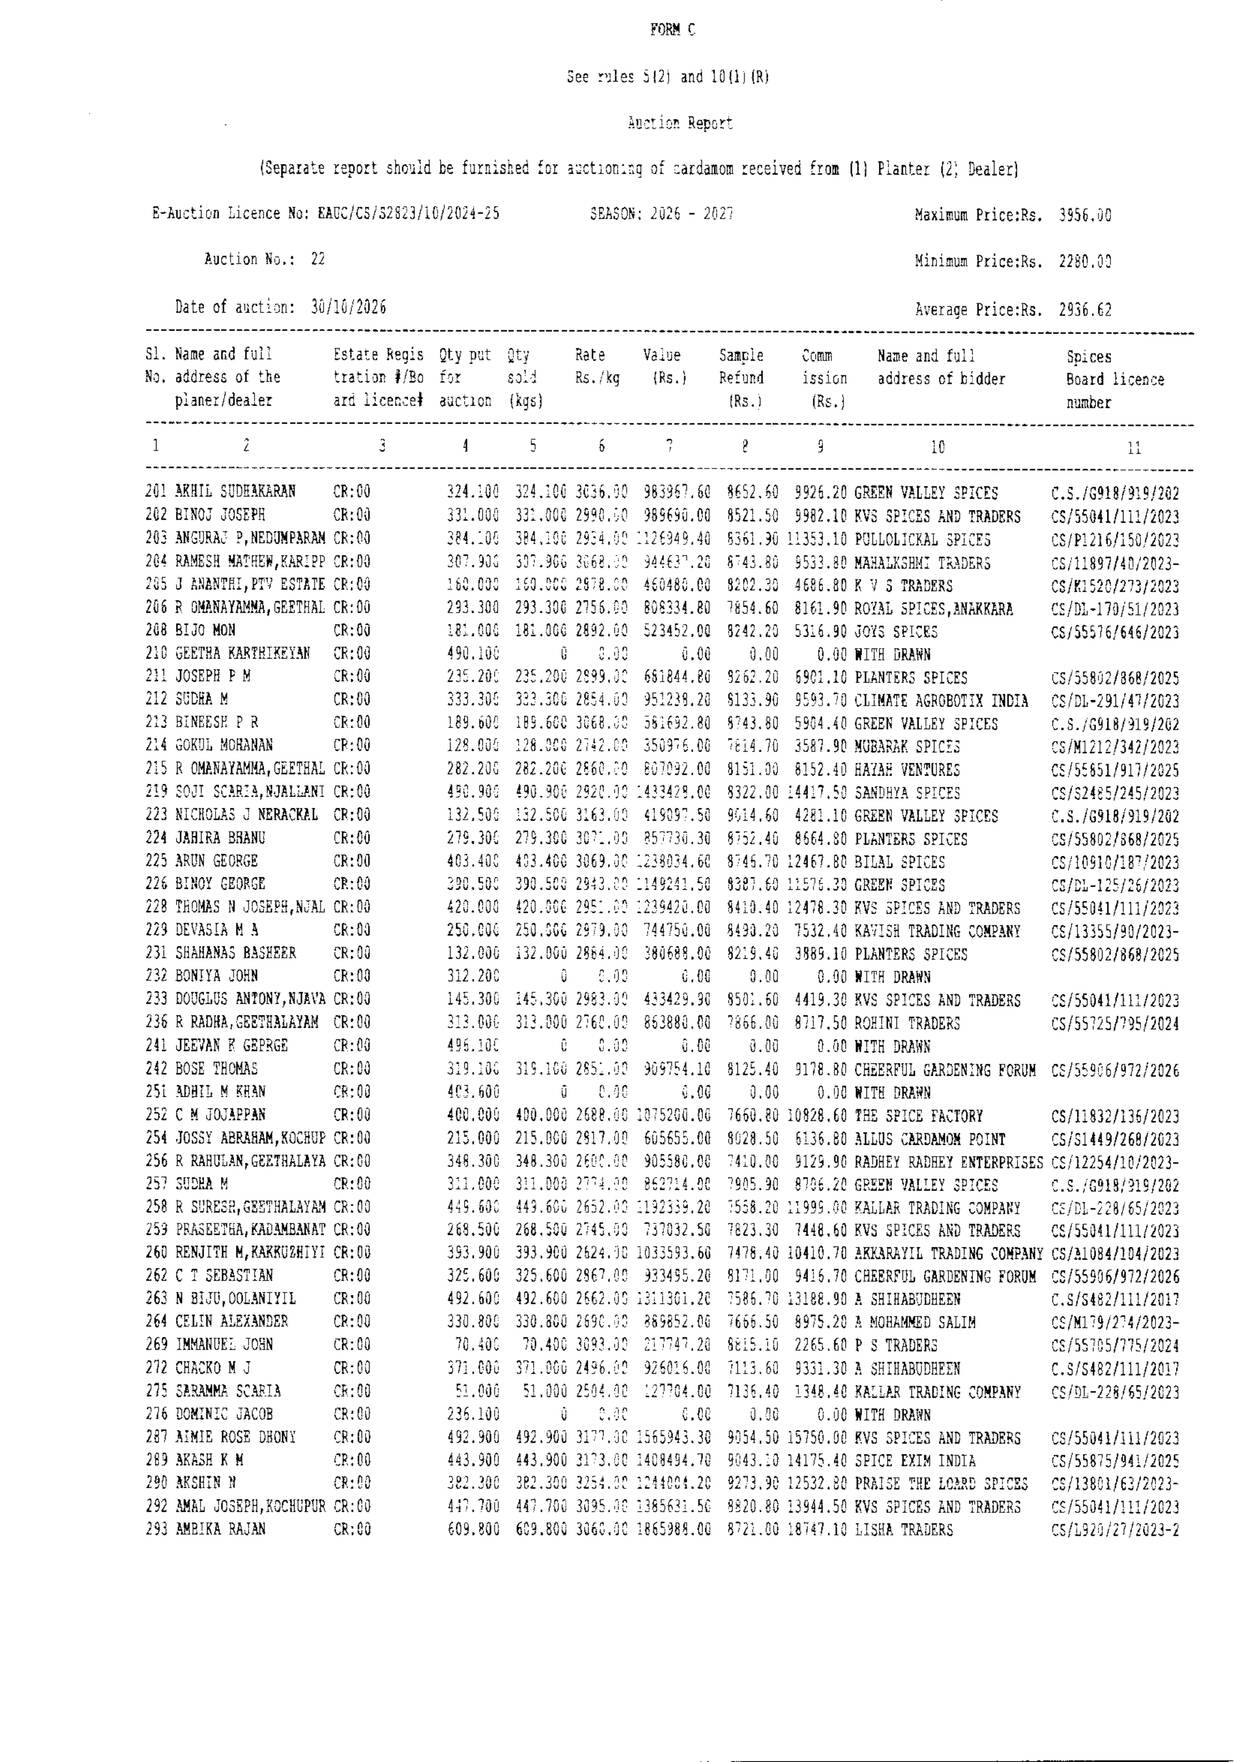 FORM C
See rules 5(2) and 10(1)(R)
Auction Report
(Separate report should be furnished for auctioning of cardamom received from (1) Planter (2) Dealer)
E-Auction Licence No: EAUC/CS/S2823/10/2024-25 SEASON: 2026 - 2027 Maximum Price:Rs. 3956.00
Auction No.: 22 Minimum Price:Rs. 2280.00
Date of auction: 30/10/2026 Average Price:Rs. 2936.62
Sl. Name and full Estate Regis Qty put Qty Rate Value Sample Comm Name and full Spices
No. address of the tration #/Bo for sold Rs./kg (Rs.) Refund ission address of bidder Board licence
planer/dealer ard licence# auction (kgs) (Rs.) (Rs.) number
1 2 3 4 5 6 7 8 9 10 11
201 AKHIL SUDHAKARAN CR:00 324.100 324.100 3036.00 983967.60 8652.60 9926.20 GREEN VALLEY SPICES C.S./G918/919/202
202 BINOJ JOSEPH CR:00 331.000 331.000 2990.00 989690.00 8521.50 9982.10 KVS SPICES AND TRADERS CS/55041/111/2023
203 ANGURAJ P,NEDUMPARAM CR:00 384.100 384.100 2934.00 1126949.40 8361.90 11353.10 PULLOLICKAL SPICES CS/P1216/150/2023
204 RAMESH MATHEW,KARIPP CR:00 307.900 307.900 3068.00 944637.20 8743.80 9533.80 MAHALKSHMI TRADERS CS/11897/40/2023-
205 J ANANTHI,PTV ESTATE CR:00 160.000 160.000 2878.00 460480.00 8202.30 4686.80 K V S TRADERS CS/K1520/273/2023
206 R OMANAYAMMA,GEETHAL CR:00 293.300 293.300 2756.00 808334.80 7854.60 8161.90 ROYAL SPICES,ANAKKARA CS/DL-170/51/2023
208 BIJO MON CR:00 181.000 181.000 2892.00 523452.00 8242.20 5316.90 JOYS SPICES CS/55576/646/2023
210 GEETHA KARTHIKEYAN CR:00 490.100 0 0.00 0.00 0.00 0.00 WITH DRAWN
211 JOSEPH P M CR:00 235.200 235.200 2899.00 681844.80 8262.20 6901.10 PLANTERS SPICES CS/55802/868/2025
212 SUDHA M CR:00 333.300 333.300 2854.00 951238.20 8133.90 9593.70 CLIMATE AGROBOTIX INDIA CS/DL-291/47/2023
213 BINEESH P R CR:00 189.600 189.600 3068.00 581692.80 8743.80 5904.40 GREEN VALLEY SPICES C.S./G918/919/202
214 GOKUL MOHANAN CR:00 128.000 128.000 2742.00 350976.00 7814.70 3587.90 MUBARAK SPICES CS/M1212/342/2023
215 R OMANAYAMMA,GEETHAL CR:00 282.200 282.200 2860.00 807092.00 8151.00 8152.40 HAYAH VENTURES CS/55851/917/2025
219 SOJI SCARIA,NJALLANI CR:00 490.900 490.900 2920.00 1433428.00 8322.00 14417.50 SANDHYA SPICES CS/S2485/245/2023
223 NICHOLAS J NERACKAL CR:00 132.500 132.500 3163.00 419097.50 9014.60 4281.10 GREEN VALLEY SPICES C.S./G918/919/202
224 JAHIRA BHANU CR:00 279.300 279.300 3071.00 857730.30 8752.40 8664.80 PLANTERS SPICES CS/55802/868/2025
225 ARUN GEORGE CR:00 403.400 403.400 3069.00 1238034.60 8746.70 12467.80 BILAL SPICES CS/10910/187/2023
226 BINOY GEORGE CR:00 390.500 390.500 2943.00 1149241.50 8387.60 11576.30 GREEN SPICES CS/DL-125/26/2023
228 THOMAS N JOSEPH,NJAL CR:00 420.000 420.000 2951.00 1239420.00 8410.40 12478.30 KVS SPICES AND TRADERS CS/55041/111/2023
229 DEVASIA M A CR:00 250.000 250.000 2979.00 744750.00 8490.20 7532.40 KAVISH TRADING COMPANY CS/13355/90/2023-
231 SHAHANAS BASHEER CR:00 132.000 132.000 2884.00 380688.00 8219.40 3889.10 PLANTERS SPICES CS/55802/868/2025
232 BONIYA JOHN CR:00 312.200 0 0.00 0.00 0.00 0.00 WITH DRAWN
233 DOUGLUS ANTONY,NJAVA CR:00 145.300 145.300 2983.00 433429.90 8501.60 4419.30 KVS SPICES AND TRADERS CS/55041/111/2023
236 R RADHA,GEETHALAYAM CR:00 313.000 313.000 2760.00 863880.00 7866.00 8717.50 ROHINI TRADERS CS/55725/795/2024
241 JEEVAN K GEPRGE CR:00 496.100 0 0.00 0.00 0.00 0.00 WITH DRAWN
242 BOSE THOMAS CR:00 319.100 319.100 2851.00 909754.10 8125.40 9178.80 CHEERFUL GARDENING FORUM CS/55906/972/2026
251 ADHIL M KHAN CR:00 403.600 0 0.00 0.00 0.00 0.00 WITH DRAWN
252 C M JOJAPPAN CR:00 400.000 400.000 2688.00 1075200.00 7660.80 10828.60 THE SPICE FACTORY CS/11832/136/2023
254 JOSSY ABRAHAM,KOCHUP CR:00 215.000 215.000 2817.00 605655.00 8028.50 6136.80 ALLUS CARDAMOM POINT CS/S1449/268/2023
256 R RAHULAN,GEETHALAYA CR:00 348.300 348.300 2600.00 905580.00 7410.00 9129.90 RADHEY RADHEY ENTERPRISES CS/12254/10/2023-
257 SUDHA M CR:00 311.000 311.000 2774.00 862714.00 7905.90 8706.20 GREEN VALLEY SPICES C.S./G918/919/202
258 R SURESH,GEETHALAYAM CR:00 449.600 449.600 2652.00 1192339.20 7558.20 11999.00 KALLAR TRADING COMPANY CS/DL-228/65/2023
259 PRASEETHA,KADAMBANAT CR:00 268.500 268.500 2745.00 737032.50 7823.30 7448.60 KVS SPICES AND TRADERS CS/55041/111/2023
260 RENJITH M,KAKKUZHIYI CR:00 393.900 393.900 2624.00 1033593.60 7478.40 10410.70 AKKARAYIL TRADING COMPANY CS/A1084/104/2023
262 C T SEBASTIAN CR:00 325.600 325.600 2867.00 933495.20 8171.00 9416.70 CHEERFUL GARDENING FORUM CS/55906/972/2026
263 N BIJU,OOLANIYIL CR:00 492.600 492.600 2662.00 1311301.20 7586.70 13188.90 A SHIHABUDHEEN C.S/S482/111/2017
264 CELIN ALEXANDER CR:00 330.800 330.800 2690.00 889852.00 7666.50 8975.20 A MOHAMMED SALIM CS/M179/274/2023-
269 IMMANUEL JOHN CR:00 70.400 70.400 3093.00 217747.20 8815.10 2265.60 P S TRADERS CS/55705/775/2024
272 CHACKO M J CR:00 371.000 371.000 2496.00 926016.00 7113.60 9331.30 A SHIHABUDHEEN C.S/S482/111/2017
275 SARAMMA SCARIA CR:00 51.000 51.000 2504.00 127704.00 7136.40 1348.40 KALLAR TRADING COMPANY CS/DL-228/65/2023
276 DOMINIC JACOB CR:00 236.100 0 0.00 0.00 0.00 0.00 WITH DRAWN
287 AIMIE ROSE DHONY CR:00 492.900 492.900 3177.00 1565943.30 9054.50 15750.00 KVS SPICES AND TRADERS CS/55041/111/2023
289 AKASH K M CR:00 443.900 443.900 3173.00 1408494.70 9043.10 14175.40 SPICE EXIM INDIA CS/55875/941/2025
290 AKSHIN N CR:00 382.300 382.300 3254.00 1244004.20 9273.90 12532.80 PRAISE THE LOARD SPICES CS/13801/63/2023-
292 AMAL JOSEPH,KOCHUPUR CR:00 447.700 447.700 3095.00 1385631.50 8820.80 13944.50 KVS SPICES AND TRADERS CS/55041/111/2023
293 AMBIKA RAJAN CR:00 609.800 609.800 3060.00 1865988.00 8721.00 18747.10 LISHA TRADERS CS/L920/27/2023-2